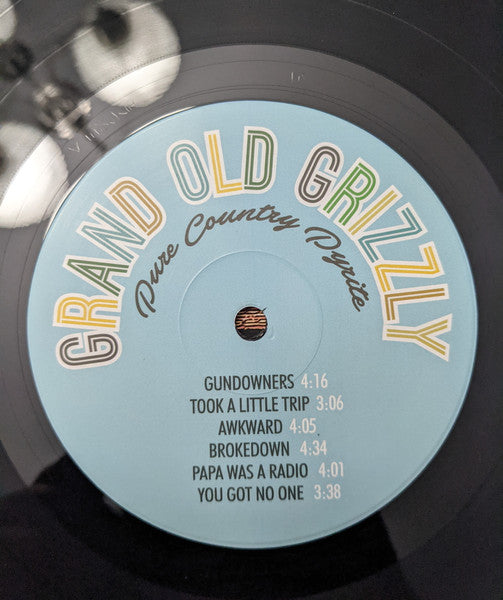 GRAND OLD GRIZZLY
Pure Country Pyrite
GUNDOWNERS 4:16
TOOK A LITTLE TRIP 3:06
AWKWARD 4:05
BROKEDOWN 4:34
PAPA WAS A RADIO 4:01
YOU GOT NO ONE 3:38